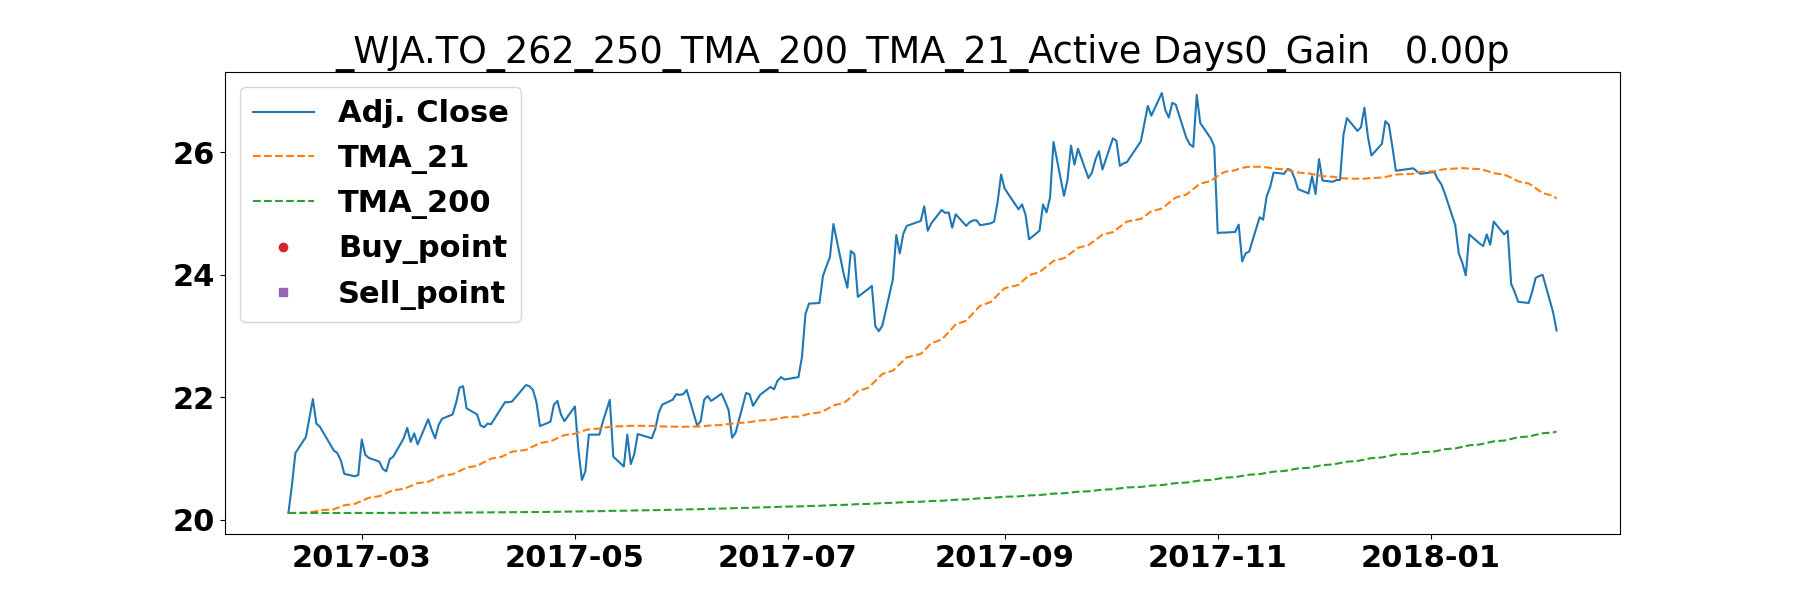 _WJA.TO_262_250_TMA_200_TMA_21_Active Days0_Gain   0.00p
Adj. Close
TMA_21
TMA_200
Buy_point
Sell_point
26
24
22
20
2017-03 2017-05 2017-07 2017-09 2017-11 2018-01